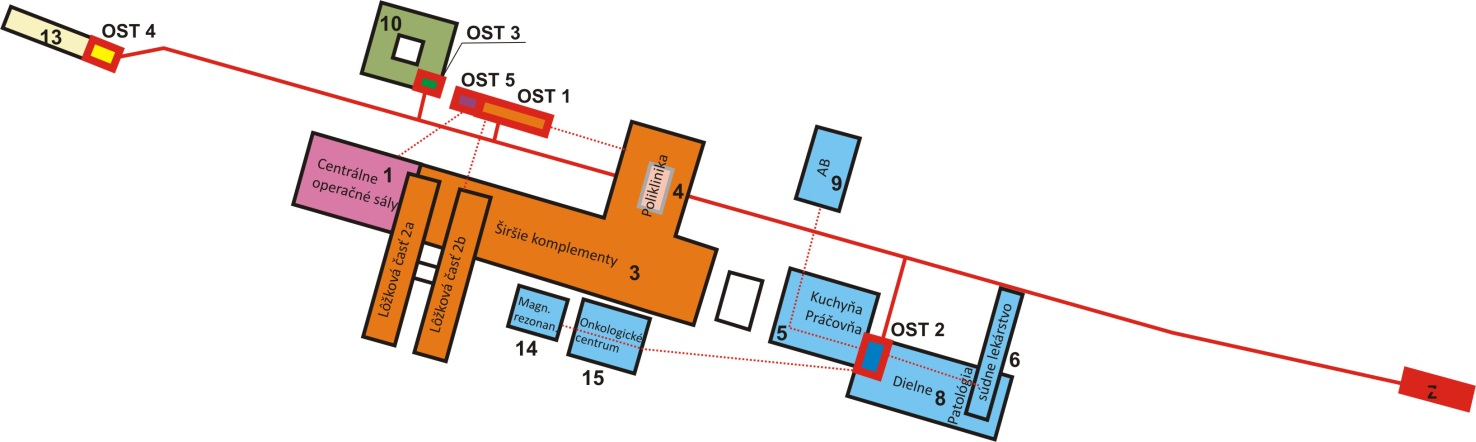 13
OST 4
10
OST 3
OST 5
OST 1
Centrálne
operačné sály
1
Poliklinika
4
AB
9
Lôžková časť 2a
Lôžková časť 2b
Širšie komplementy
3
Magn.
rezonan.
14
Onkologické
centrum
15
Kuchyňa
Práčovňa
5
OST 2
Dielne
8
Patológia
súdne lekárstvo
6
Z